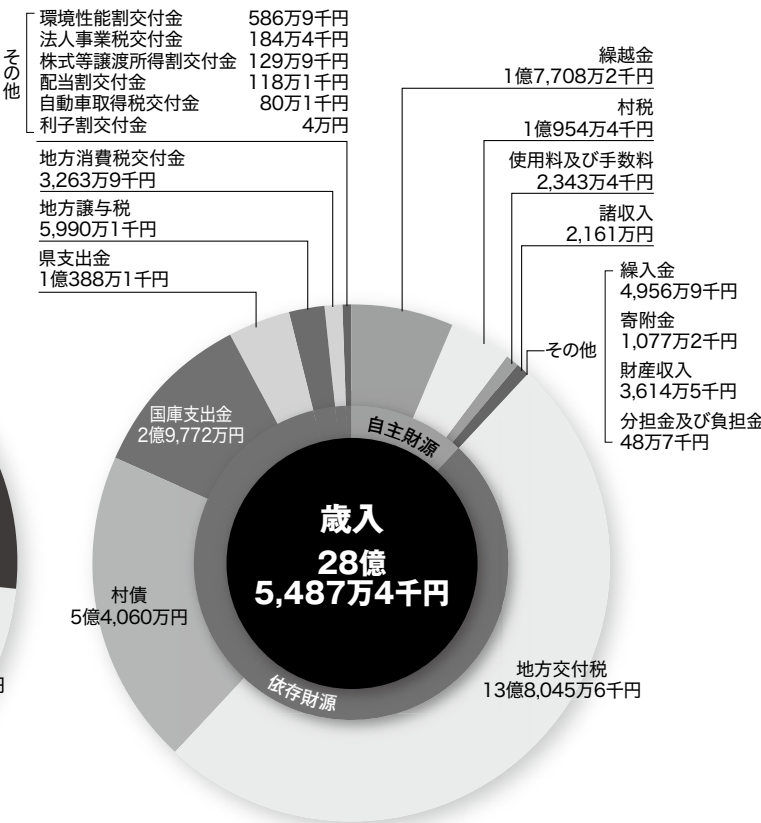 その他
環境性能割交付金 586万9千円
法人事業税交付金 184万4千円
株式等譲渡所得割交付金 129万9千円
配当割交付金 118万1千円
自動車取得税交付金 80万1千円
利子割交付金 4万円
地方消費税交付金
3,263万9千円
地方譲与税
5,990万1千円
県支出金
1億388万1千円
繰越金
1億7,708万2千円
村税
1億954万4千円
使用料及び手数料
2,343万4千円
諸収入
2,161万円
その他
繰入金
4,956万9千円
寄附金
1,077万2千円
財産収入
3,614万5千円
分担金及び負担金
48万7千円
国庫支出金
2億9,772万円
自主財源
歳入
28億
5,487万4千円
村債
5億4,060万円
依存財源
地方交付税
13億8,045万6千円
円